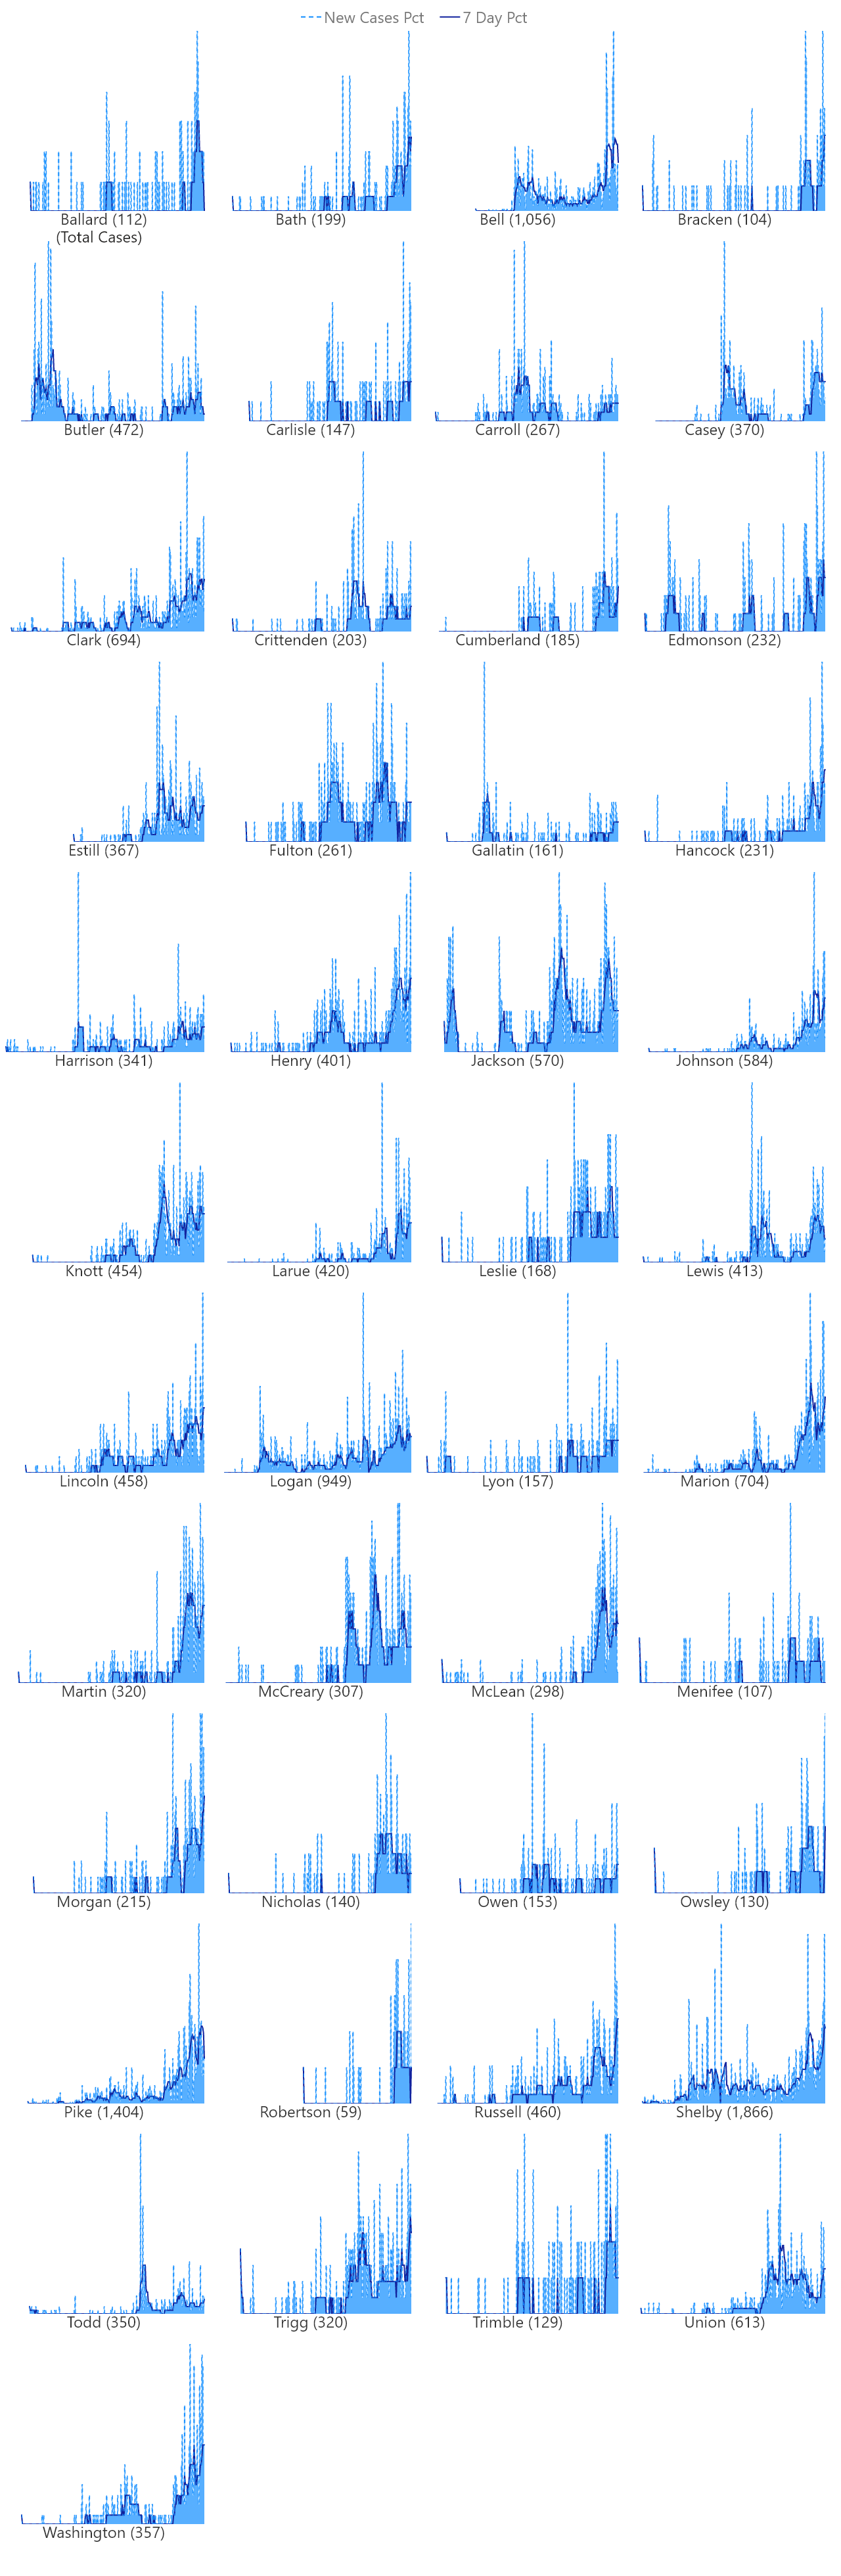 New Cases Pct 7 Day Pct
Ballard (112) Bath (199) Bell (1,056) Bracken (104)
(Total Cases)
Butler (472) Carlisle (147) Carroll (267) Casey (370)
Clark (694) Crittenden (203) Cumberland (185) Edmonson (232)
Estill (367) Fulton (261) Gallatin (161) Hancock (231)
Harrison (341) Henry (401) Jackson (570) Johnson (584)
Knott (454) Larue (420) Leslie (168) Lewis (413)
Lincoln (458) Logan (949) Lyon (157) Marion (704)
Martin (320) McCreary (307) McLean (298) Menifee (107)
Morgan (215) Nicholas (140) Owen (153) Owsley (130)
Pike (1,404) Robertson (59) Russell (460) Shelby (1,866)
Todd (350) Trigg (320) Trimble (129) Union (613)
Washington (357)